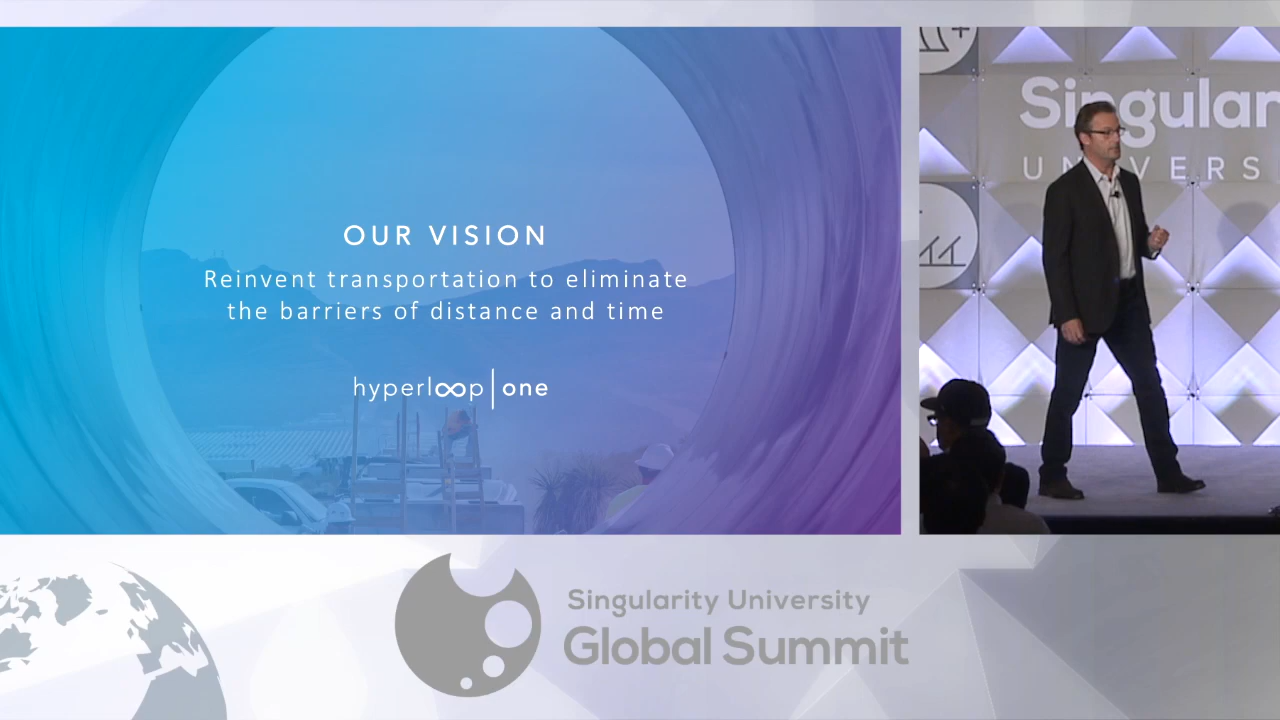 OUR VISION
Reinvent transportation to eliminate
the barriers of distance and time
hyperloop | one
Singular
UNIVERS
Singularity University
Global Summit